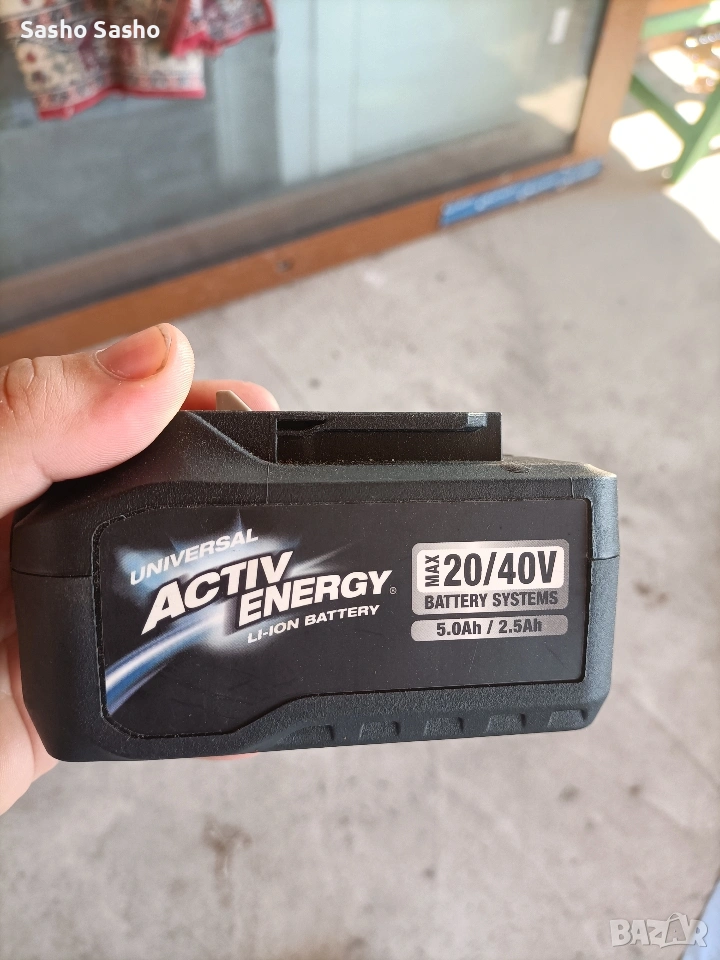 Sasho Sasho
UNIVERSAL
ACTIV
ENERGY®
LI-ION BATTERY
MAX 20/40V
BATTERY SYSTEMS
5.0Ah / 2.5Ah
BAZAR